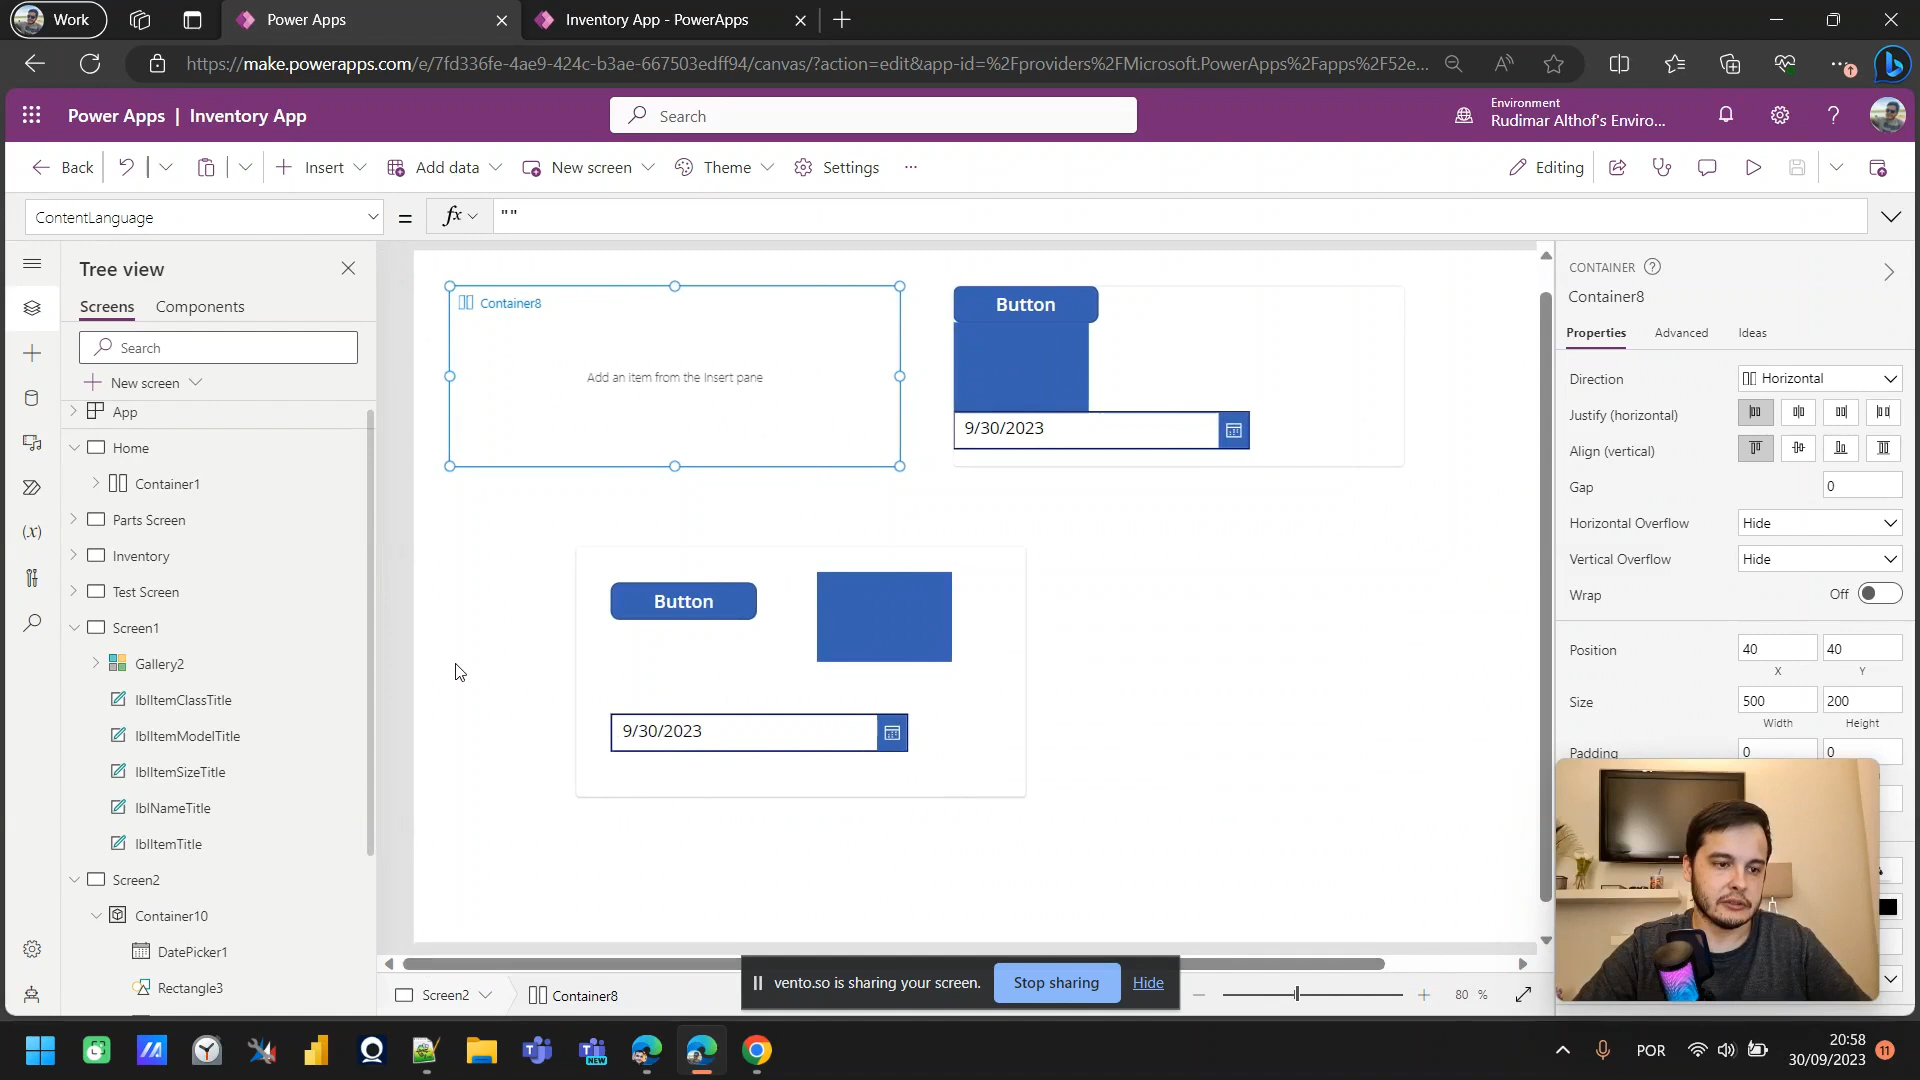 Work
Power Apps
Inventory App - PowerApps
https://make.powerapps.com/e/7fd336fe-4ae9-424c-b3ae-667503edff94/canvas/?action=edit&app-id=%2Fproviders%2FMicrosoft.PowerApps%2Fapps%2F52e...
Power Apps | Inventory App
Search
Environment
Rudimar Althof's Enviro...
Back
Insert
Add data
New screen
Theme
Settings
Editing
ContentLanguage
=
fx
""
Tree view
Screens
Components
Search
New screen
App
Home
Container1
Parts Screen
Inventory
Test Screen
Screen1
Gallery2
lblItemClassTitle
lblItemModelTitle
lblItemSizeTitle
lblNameTitle
lblItemTitle
Screen2
Container10
DatePicker1
Rectangle3
Container8
Add an item from the Insert pane
Button
9/30/2023
Button
9/30/2023
CONTAINER
Container8
Properties
Advanced
Ideas
Direction
Horizontal
Justify (horizontal)
Align (vertical)
Gap
0
Horizontal Overflow
Hide
Vertical Overflow
Hide
Wrap
Off
Position
40
40
X
Y
Size
500
200
Width
Height
Padding
0
0
Screen2
Container8
vento.so is sharing your screen.
Stop sharing
Hide
80 %
NEW
POR
20:58
30/09/2023
11